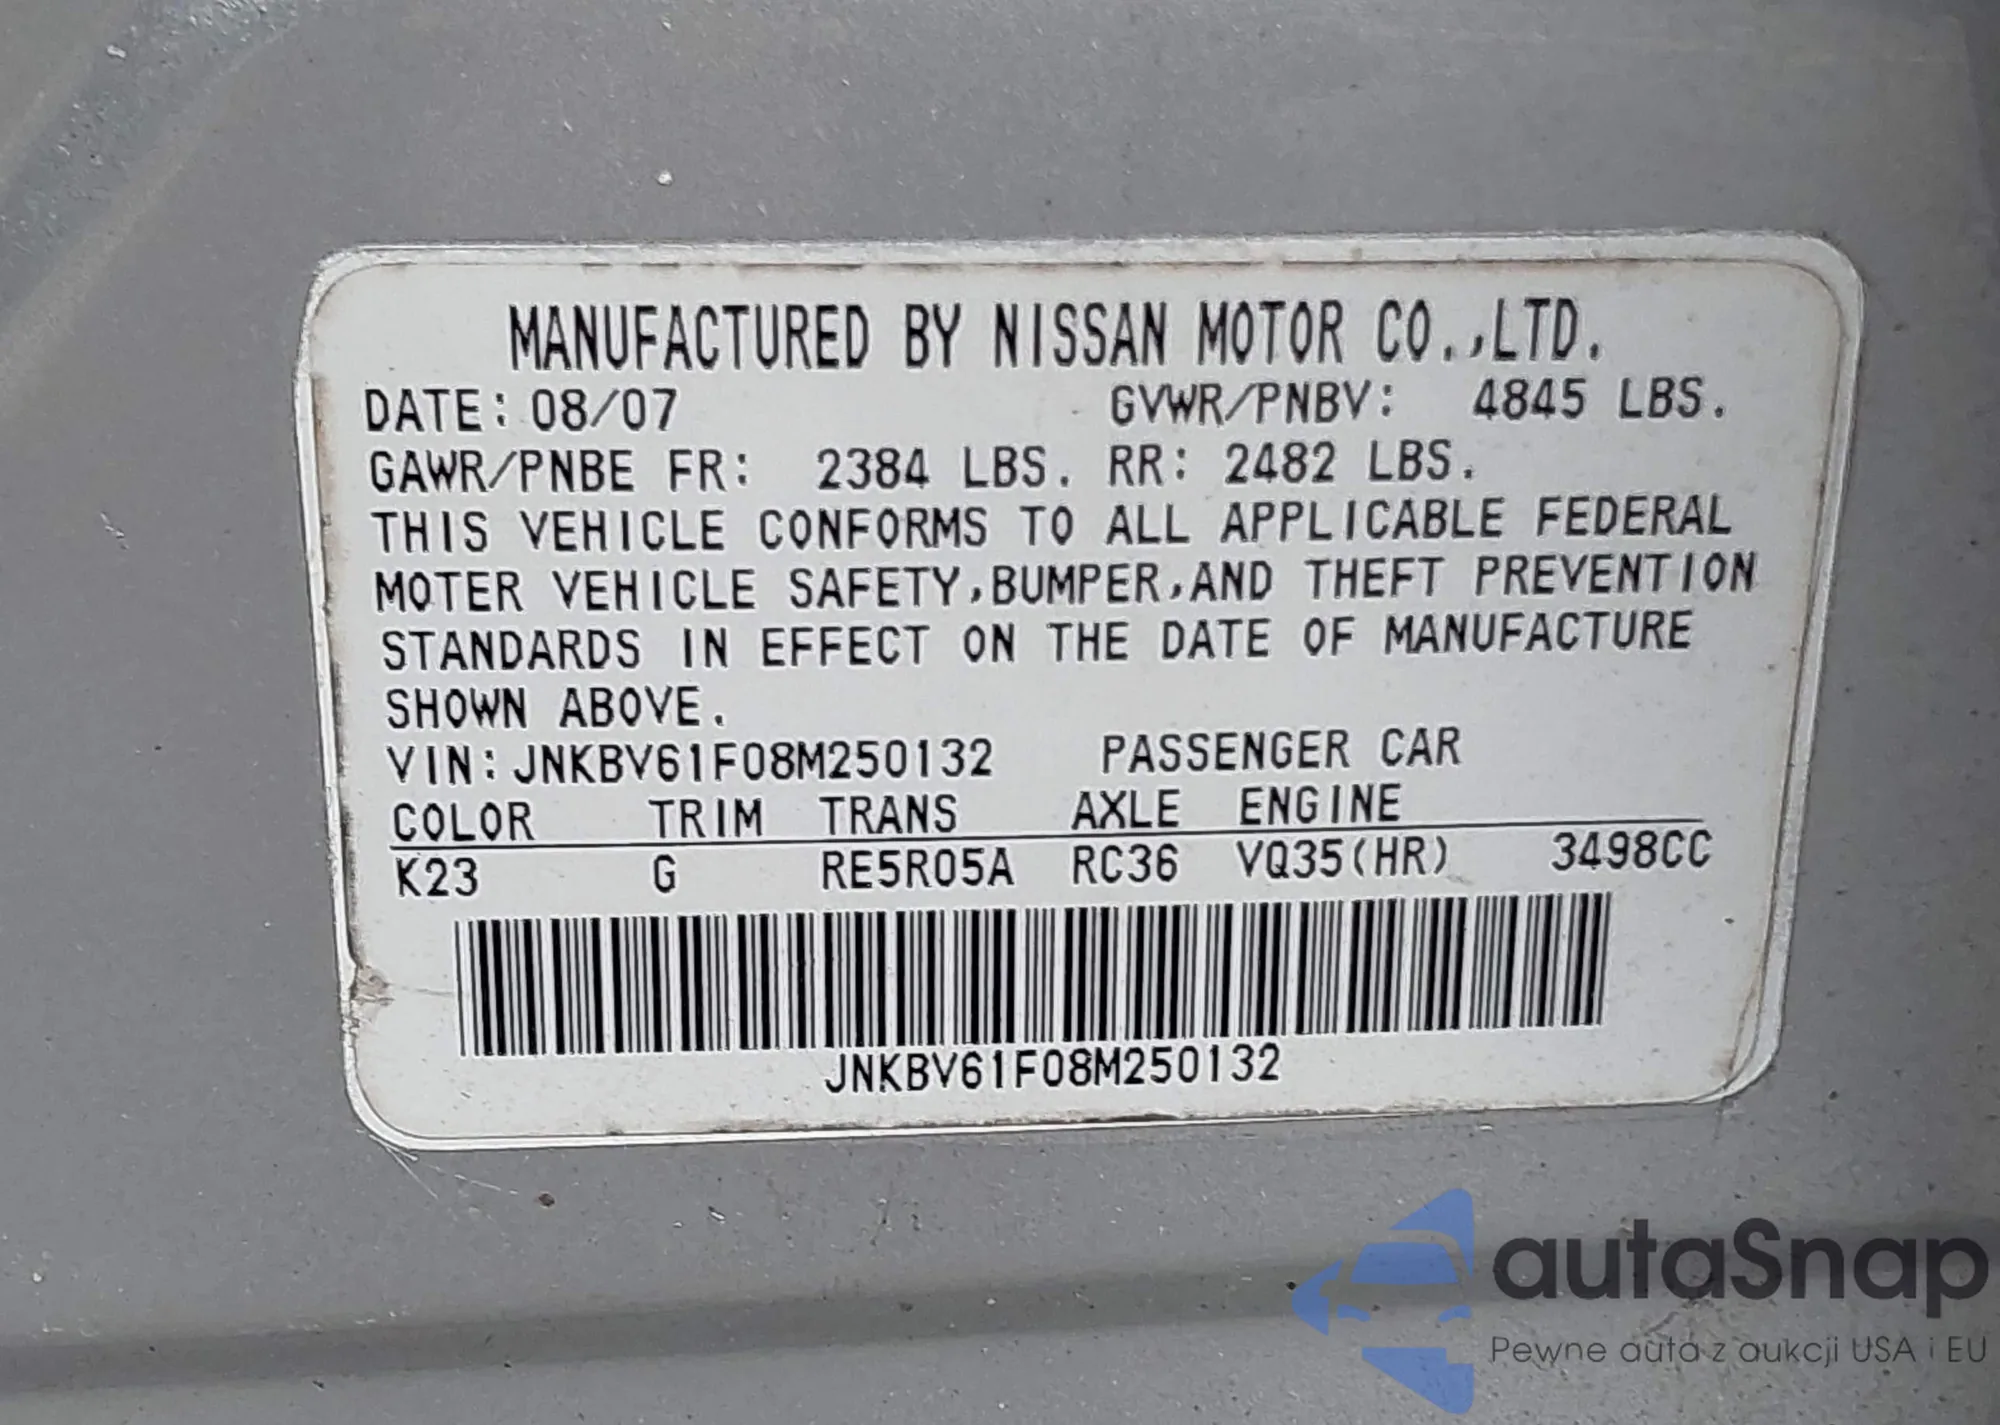 MANUFACTURED BY NISSAN MOTOR CO.,LTD.
DATE: 08/07 GVWR/PNBV: 4845 LBS.
GAWR/PNBE FR: 2384 LBS. RR: 2482 LBS.
THIS VEHICLE CONFORMS TO ALL APPLICABLE FEDERAL
MOTER VEHICLE SAFETY,BUMPER,AND THEFT PREVENTION
STANDARDS IN EFFECT ON THE DATE OF MANUFACTURE
SHOWN ABOVE.
VIN:JNKBV61F08M250132 PASSENGER CAR
COLOR TRIM TRANS AXLE ENGINE
K23 G RE5R05A RC36 VQ35(HR) 3498CC
JNKBV61F08M250132
autaSnap
Pewne auta z aukcji USA i EU